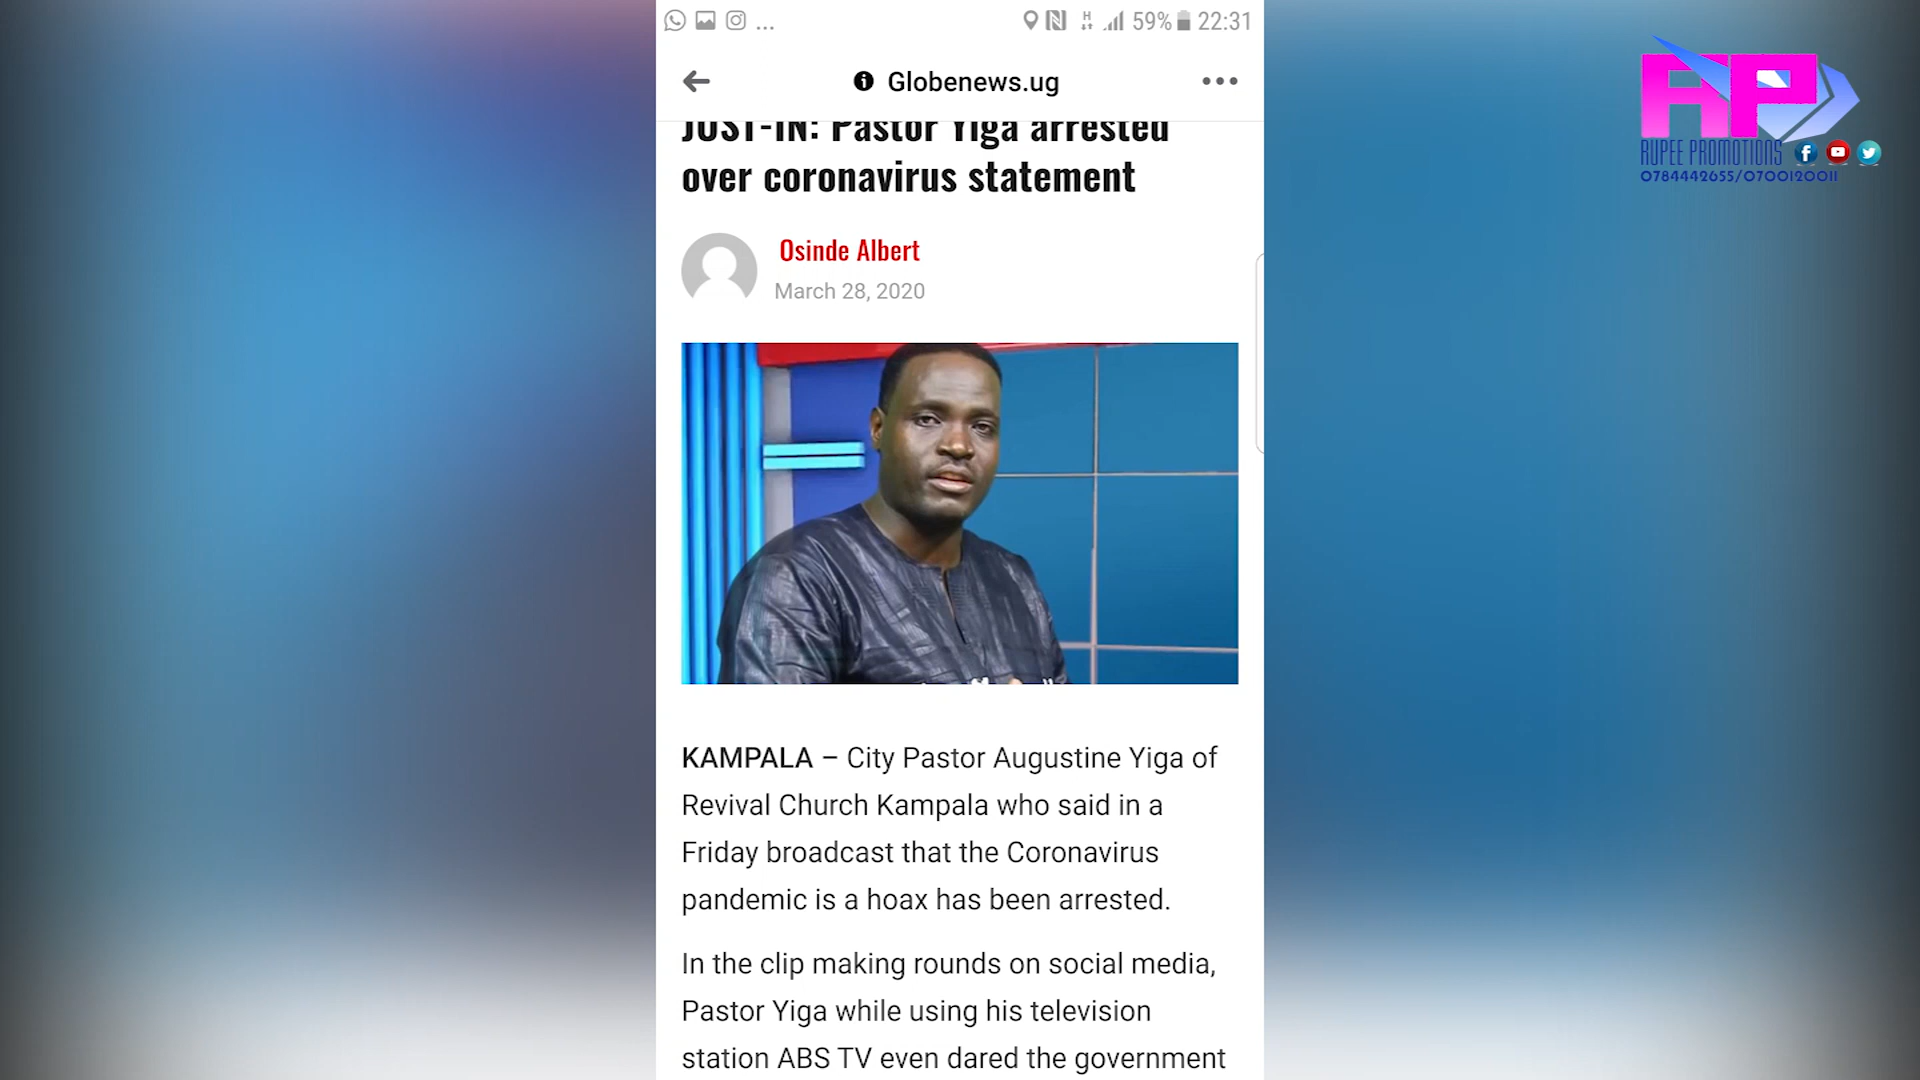 ... 59% 22:31
Globenews.ug
JUST-IN: Pastor Yiga arrested
over coronavirus statement
Osinde Albert
March 28, 2020
KAMPALA – City Pastor Augustine Yiga of
Revival Church Kampala who said in a
Friday broadcast that the Coronavirus
pandemic is a hoax has been arrested.
In the clip making rounds on social media,
Pastor Yiga while using his television
station ABS TV even dared the government
RP
RUPEE PROMOTIONS
0784442655/0700120011